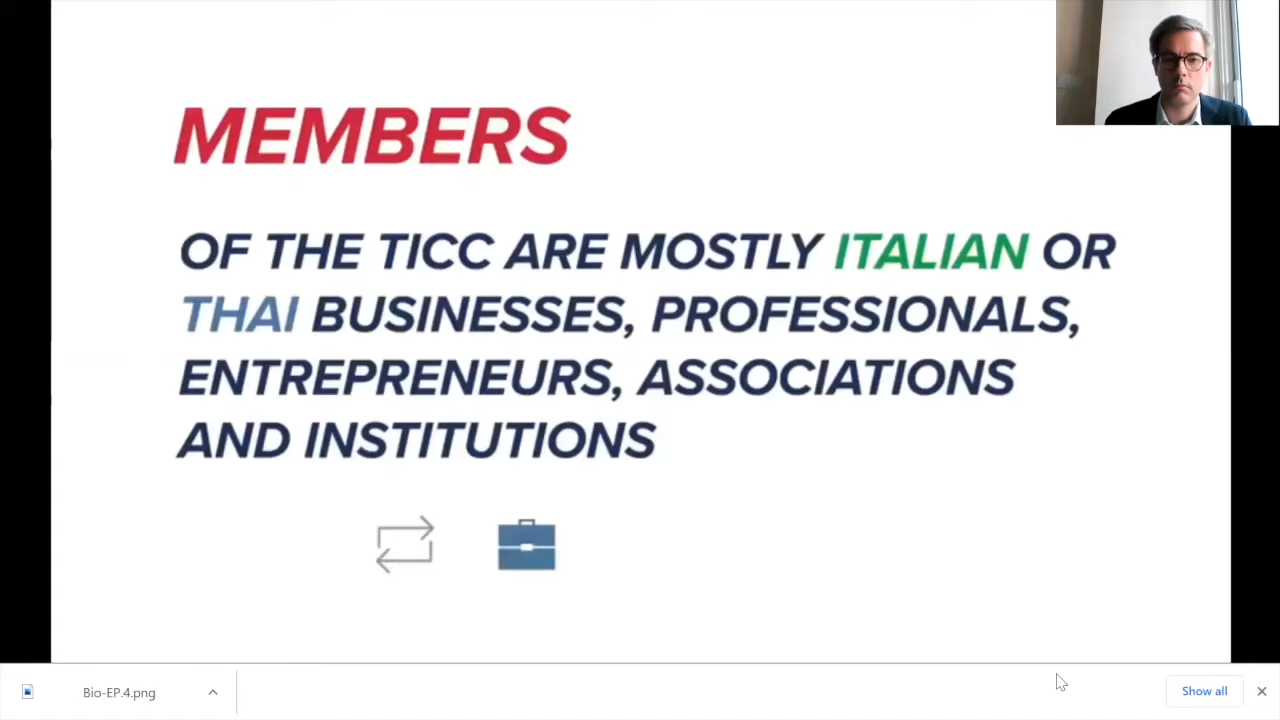 MEMBERS
OF THE TICC ARE MOSTLY ITALIAN OR
THAI BUSINESSES, PROFESSIONALS,
ENTREPRENEURS, ASSOCIATIONS
AND INSTITUTIONS
Bio-EP.4.png
Show all